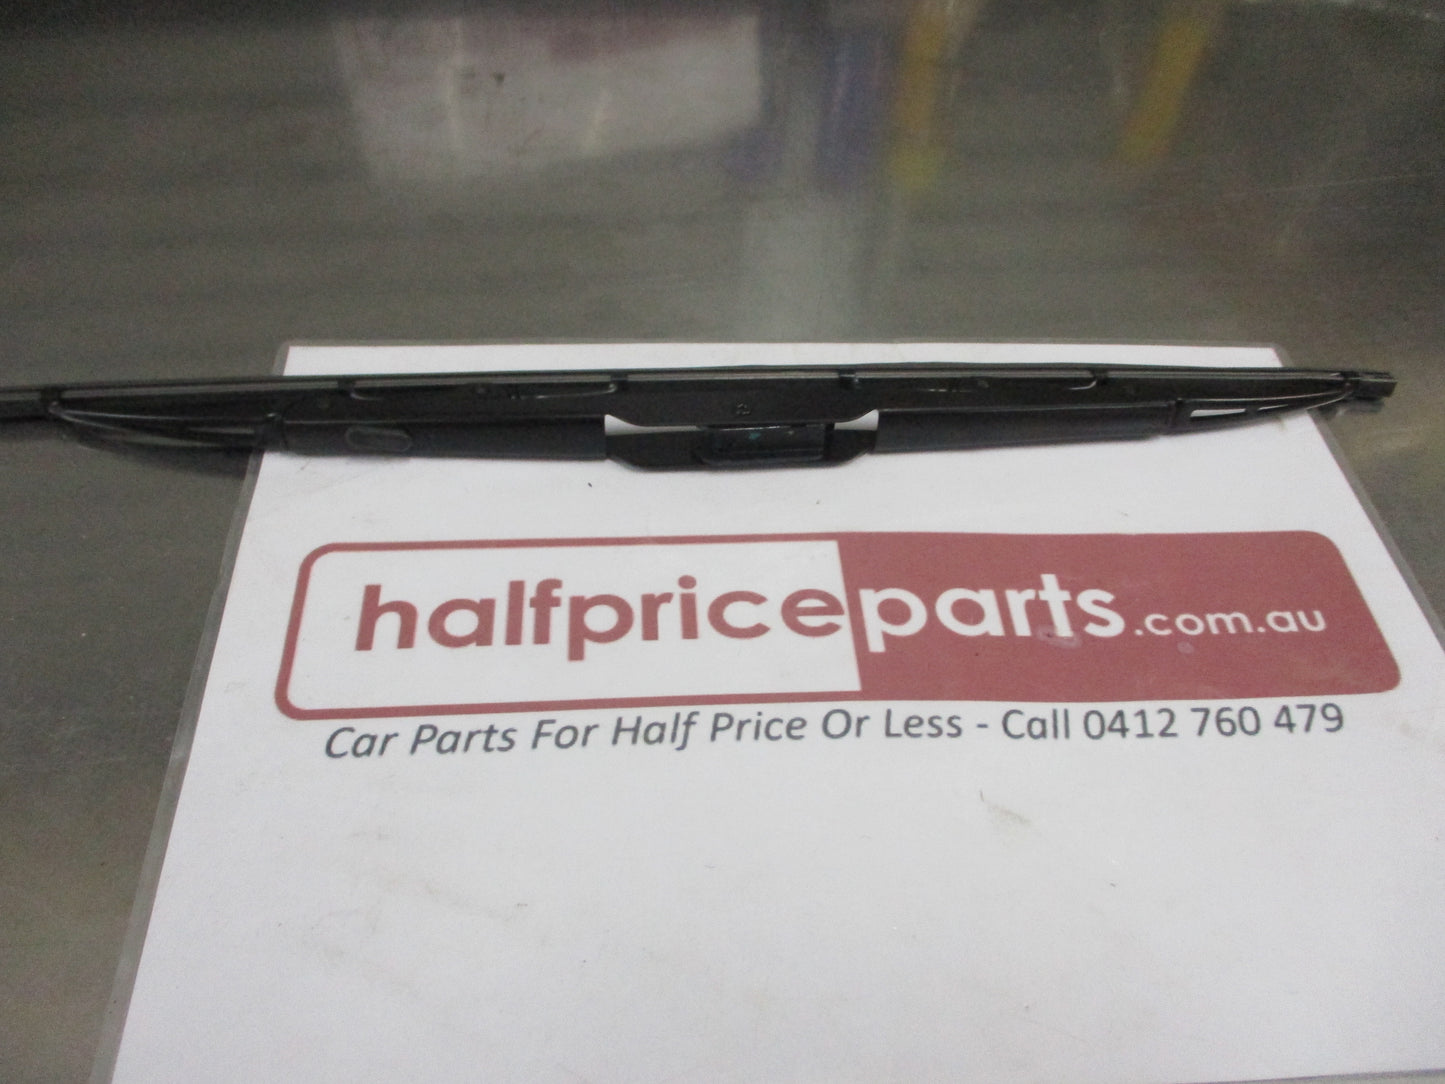 halfpriceparts.com.au
Car Parts For Half Price Or Less - Call 0412 760 479